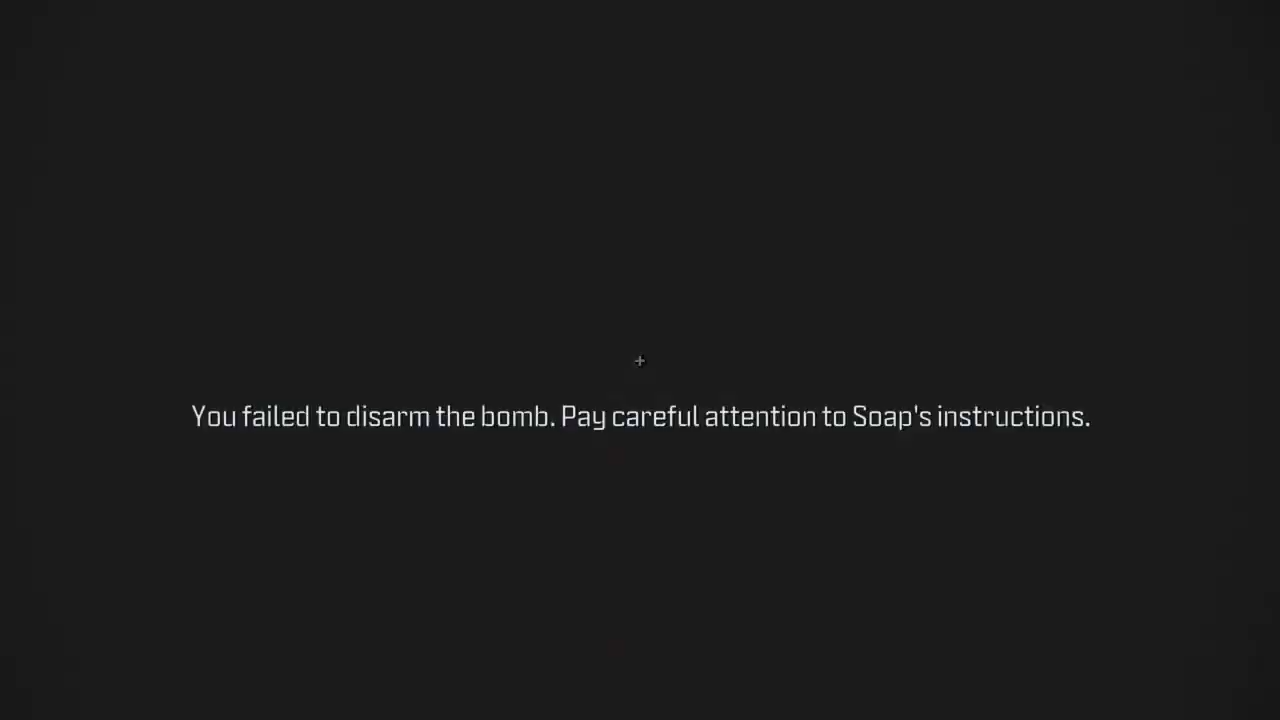 You failed to disarm the bomb. Pay careful attention to Soap's instructions.